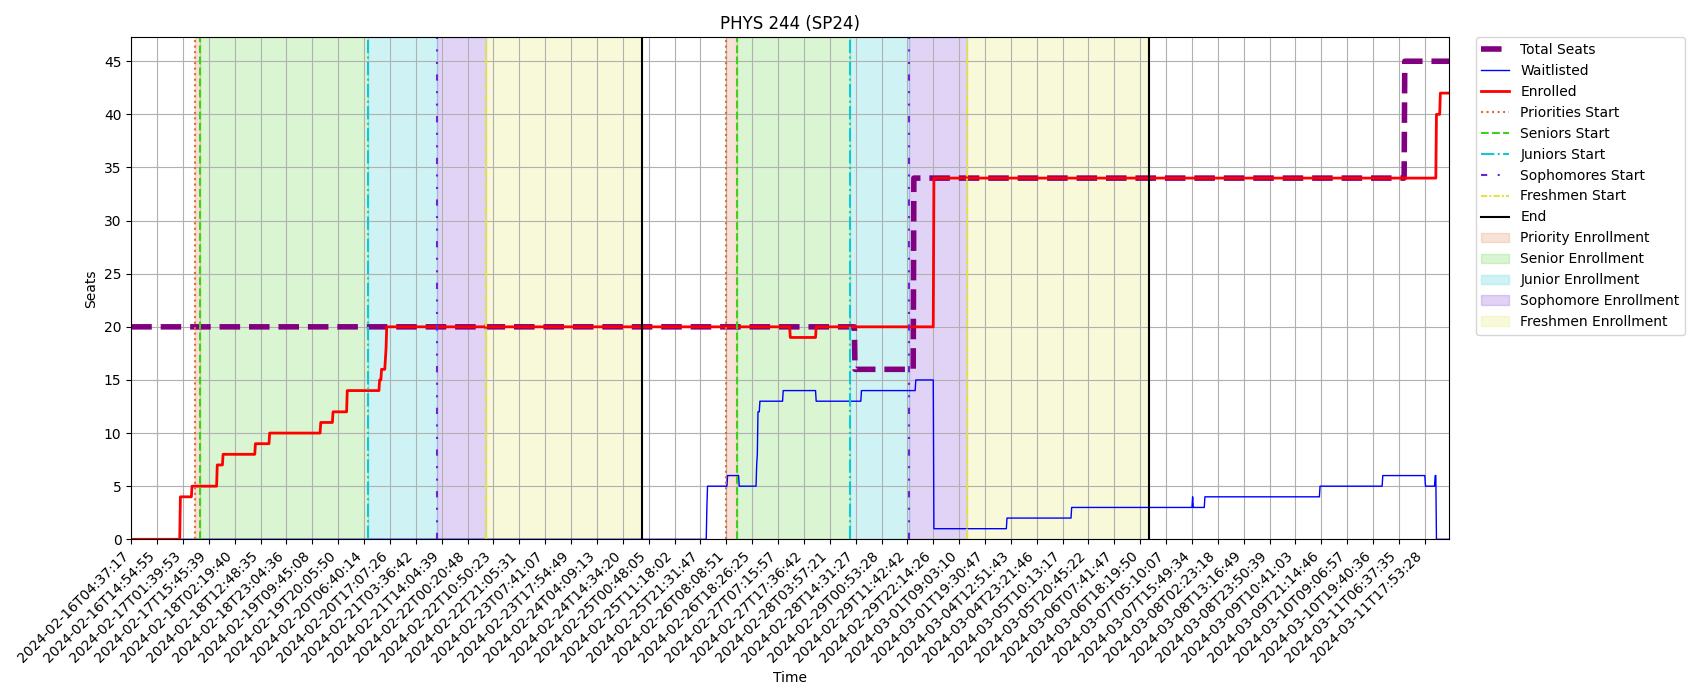 PHYS 244 (SP24)
Seats
45
40
35
30
25
20
15
10
5
0
2024-02-16T04:37:17
2024-02-16T14:54:55
2024-02-17T01:39:53
2024-02-17T15:45:39
2024-02-18T02:19:40
2024-02-18T12:48:35
2024-02-18T23:04:36
2024-02-19T09:45:08
2024-02-19T20:05:50
2024-02-20T06:40:14
2024-02-20T17:07:26
2024-02-21T03:36:42
2024-02-21T14:04:39
2024-02-22T00:20:48
2024-02-22T10:50:23
2024-02-22T21:05:31
2024-02-23T07:41:07
2024-02-23T17:54:49
2024-02-24T04:09:13
2024-02-24T14:34:20
2024-02-25T00:48:05
2024-02-25T11:18:02
2024-02-25T21:31:47
2024-02-26T08:08:51
2024-02-26T18:26:25
2024-02-27T07:15:57
2024-02-27T17:36:42
2024-02-28T03:57:21
2024-02-28T14:31:27
2024-02-29T00:53:28
2024-02-29T11:42:42
2024-02-29T22:14:26
2024-03-01T09:03:10
2024-03-01T19:30:47
2024-03-04T12:51:43
2024-03-04T23:21:46
2024-03-05T10:13:17
2024-03-05T20:45:22
2024-03-06T07:41:47
2024-03-06T18:19:50
2024-03-07T05:10:07
2024-03-07T15:49:34
2024-03-08T02:23:18
2024-03-08T13:16:49
2024-03-08T23:50:39
2024-03-09T10:41:03
2024-03-09T21:14:46
2024-03-10T09:06:57
2024-03-10T19:40:36
2024-03-11T06:37:35
2024-03-11T17:53:28
Time
Total Seats
Waitlisted
Enrolled
Priorities Start
Seniors Start
Juniors Start
Sophomores Start
Freshmen Start
End
Priority Enrollment
Senior Enrollment
Junior Enrollment
Sophomore Enrollment
Freshmen Enrollment